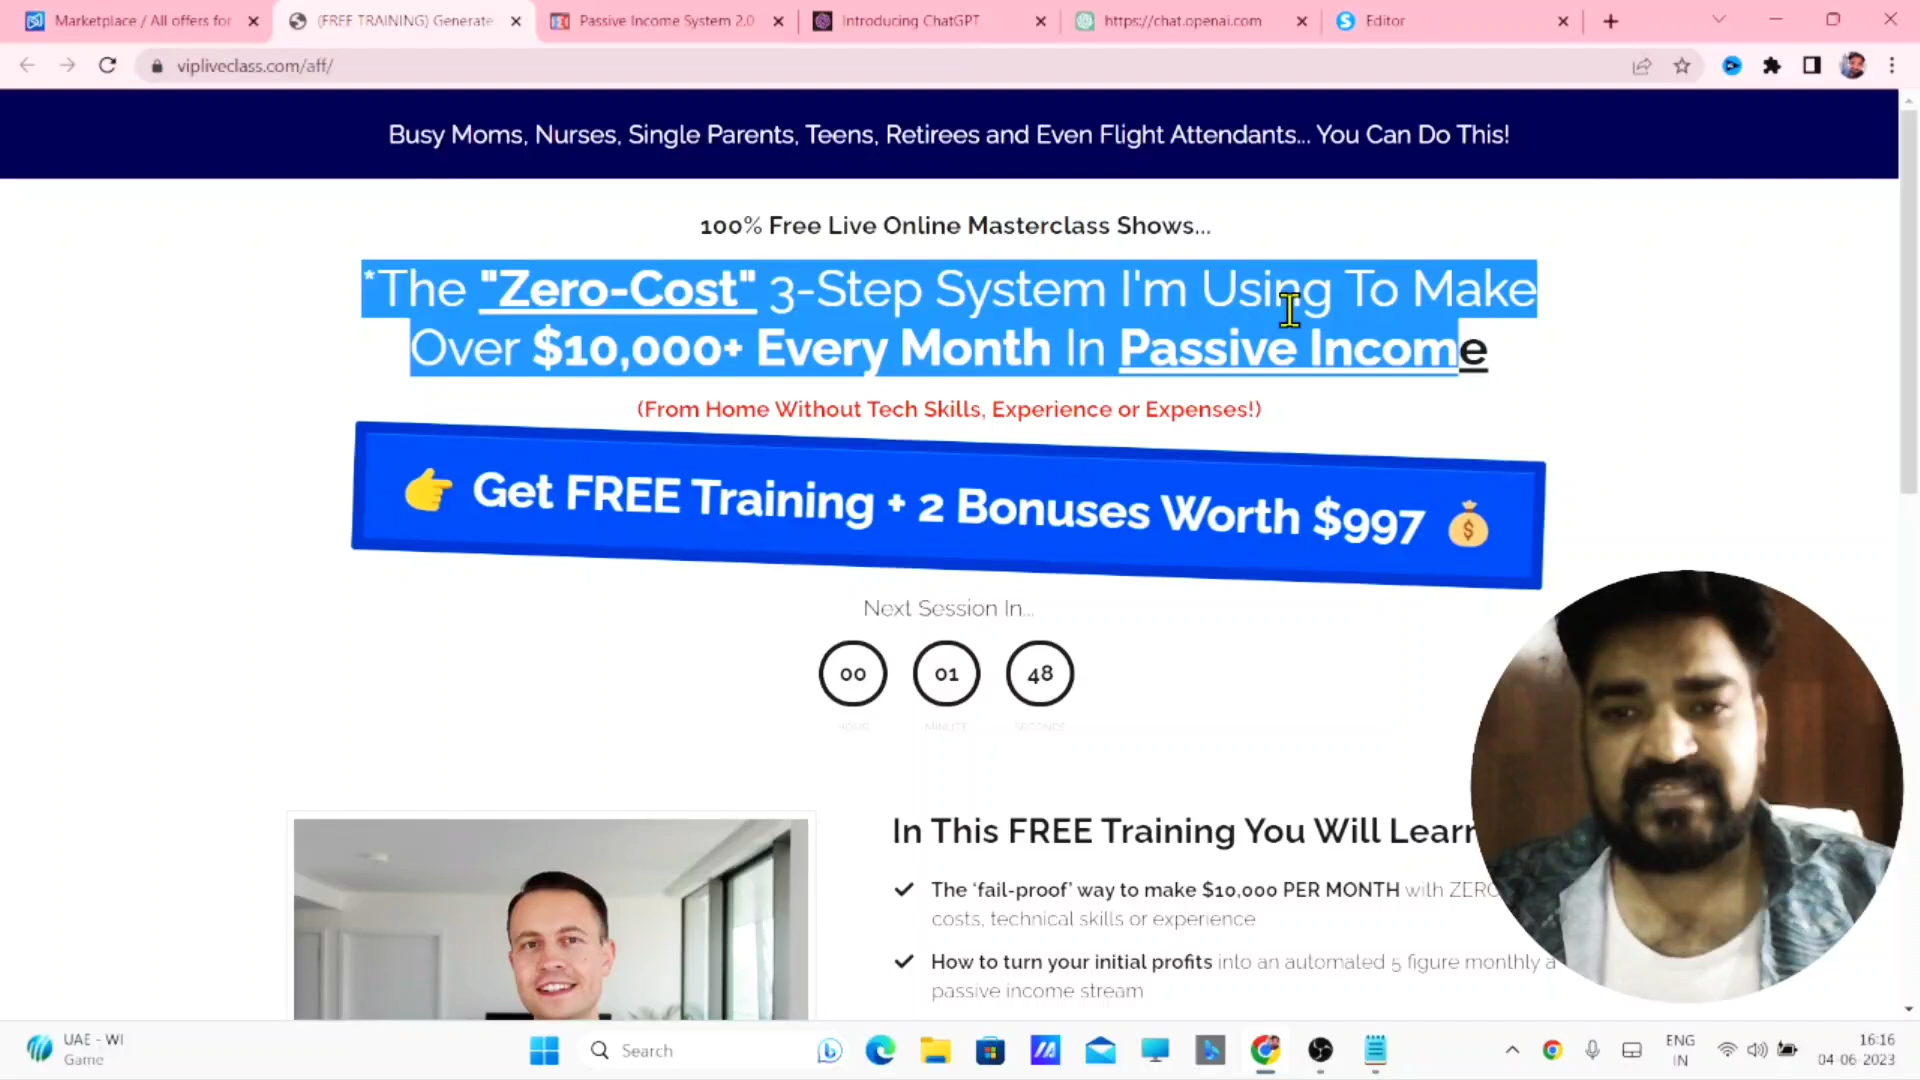 Marketplace / All offers for
(FREE TRAINING) Generate
Passive Income System 2.0
Introducing ChatGPT
https://chat.openai.com
Editor
vipliveclass.com/aff/
Busy Moms, Nurses, Single Parents, Teens, Retirees and Even Flight Attendants... You Can Do This!
100% Free Live Online Masterclass Shows...
*The "Zero-Cost" 3-Step System I'm Using To Make
Over $10,000+ Every Month In Passive Income
(From Home Without Tech Skills, Experience or Expenses!)
👉 Get FREE Training + 2 Bonuses Worth $997 💰
Next Session In...
00 01 48
HOUR MINUTE SECONDS
In This FREE Training You Will Learn
The 'fail-proof' way to make $10,000 PER MONTH with ZERO
costs, technical skills or experience
How to turn your initial profits into an automated 5 figure monthly a
passive income stream
UAE - WI
Game
Search
ENG
IN
16:16
04-06-2023